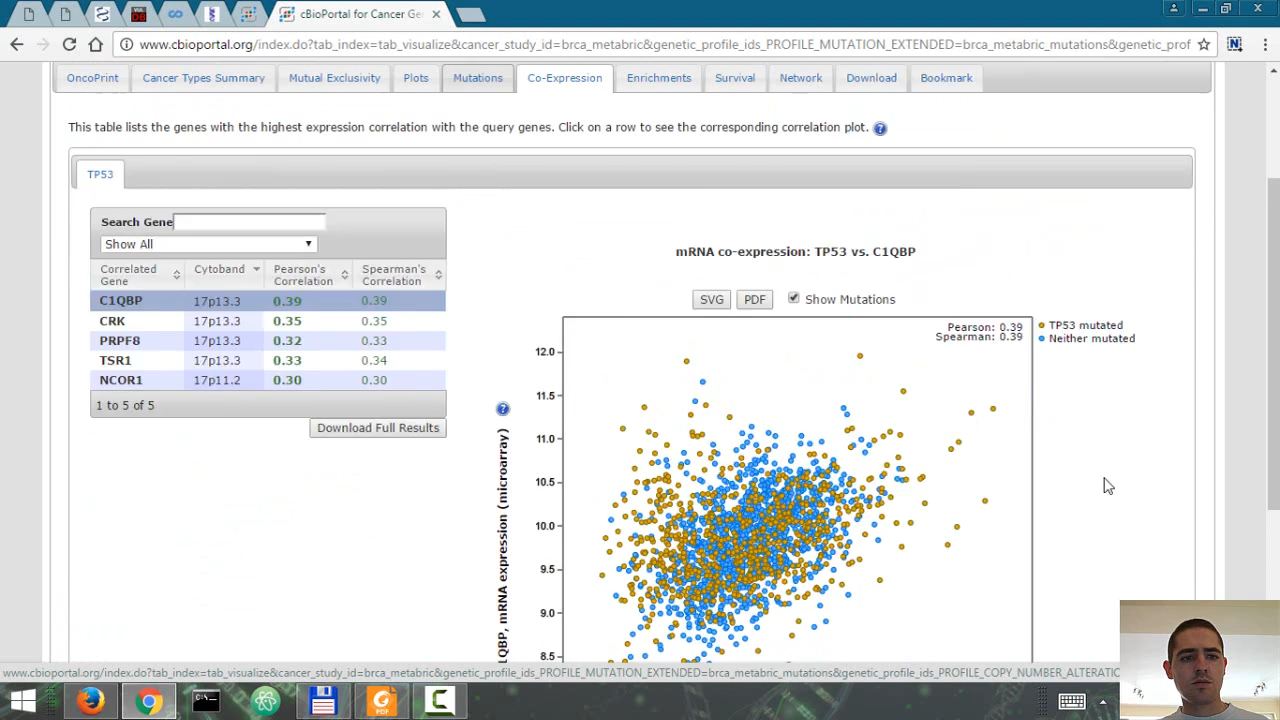 cBioPortal for Cancer Ge
www.cbioportal.org/index.do?tab_index=tab_visualize&cancer_study_id=brca_metabric&genetic_profile_ids_PROFILE_MUTATION_EXTENDED=brca_metabric_mutations&genetic_prof
OncoPrint Cancer Types Summary Mutual Exclusivity Plots Mutations Co-Expression Enrichments Survival Network Download Bookmark
This table lists the genes with the highest expression correlation with the query genes. Click on a row to see the corresponding correlation plot. ?
TP53
Search Gene
Show All
Correlated Gene Cytoband Pearson's Correlation Spearman's Correlation
C1QBP 17p13.3 0.39 0.39
CRK 17p13.3 0.35 0.35
PRPF8 17p13.3 0.32 0.33
TSR1 17p13.3 0.33 0.34
NCOR1 17p11.2 0.30 0.30
1 to 5 of 5
Download Full Results
mRNA co-expression: TP53 vs. C1QBP
SVG PDF Show Mutations
Pearson: 0.39
Spearman: 0.39
TP53 mutated
Neither mutated
12.0
11.5
11.0
10.5
10.0
9.5
9.0
8.5
?
1QBP, mRNA expression (microarray)
www.cbioportal.org/index.do?tab_index=tab_visualize&cancer_study_id=brca_metabric&genetic_profile_ids_PROFILE_MUTATION_EXTENDED=brca_metabric_mutations&genetic_profile_ids_PROFILE_COPY_NUMBER_ALTERATI